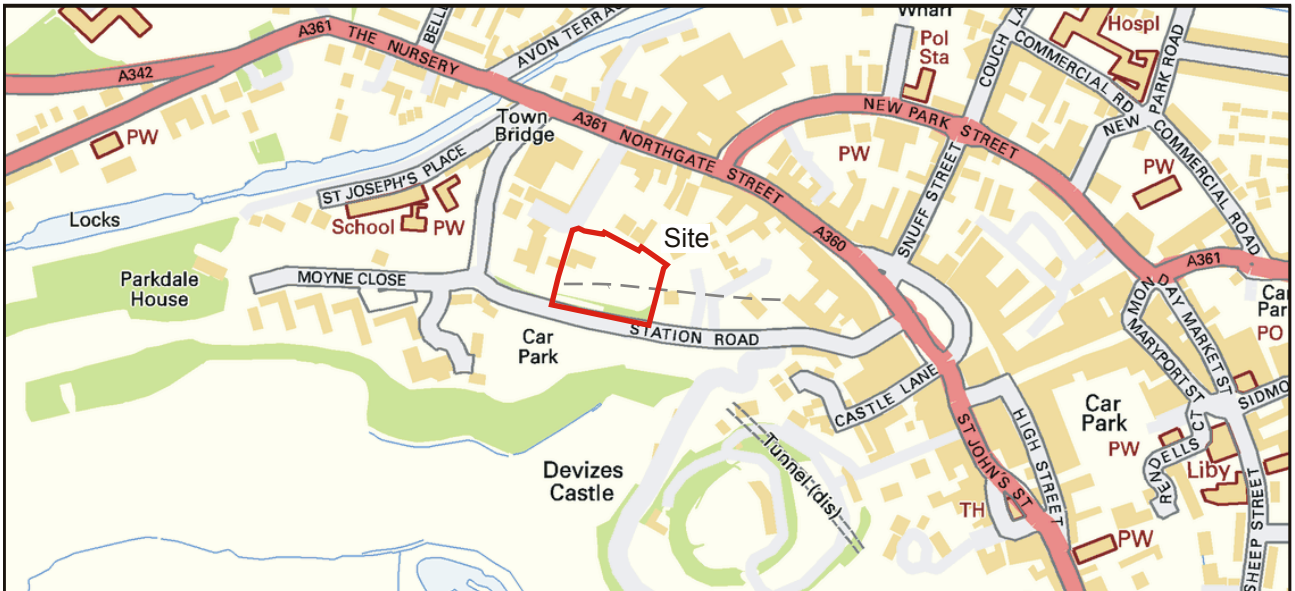 A342
A361
THE NURSERY
BELL
AVON TERRAC
Wharf
Pol
Sta
COUCH LA
Hospl
COMMERCIAL RD
NEW PARK ROAD
PW
Town
Bridge
A361
NORTHGATE STREET
NEW PARK STREET
NEW
COMMERCIAL ROAD
PW
PW
ST JOSEPH'S PLACE
School
PW
Locks
Site
A360
SNUFF STREET
A361
Parkdale
House
MOYNE CLOSE
STATION ROAD
Car
Park
MONDAY MARKET ST
MARYPORT ST
Car
Par
PO
CASTLE LANE
HIGH STREET
Car
Park
PW
SIDMO
RENDELLS CT
Liby
Devizes
Castle
Tunnel (dis)
ST JOHN'S ST
TH
PW
SHEEP STREET